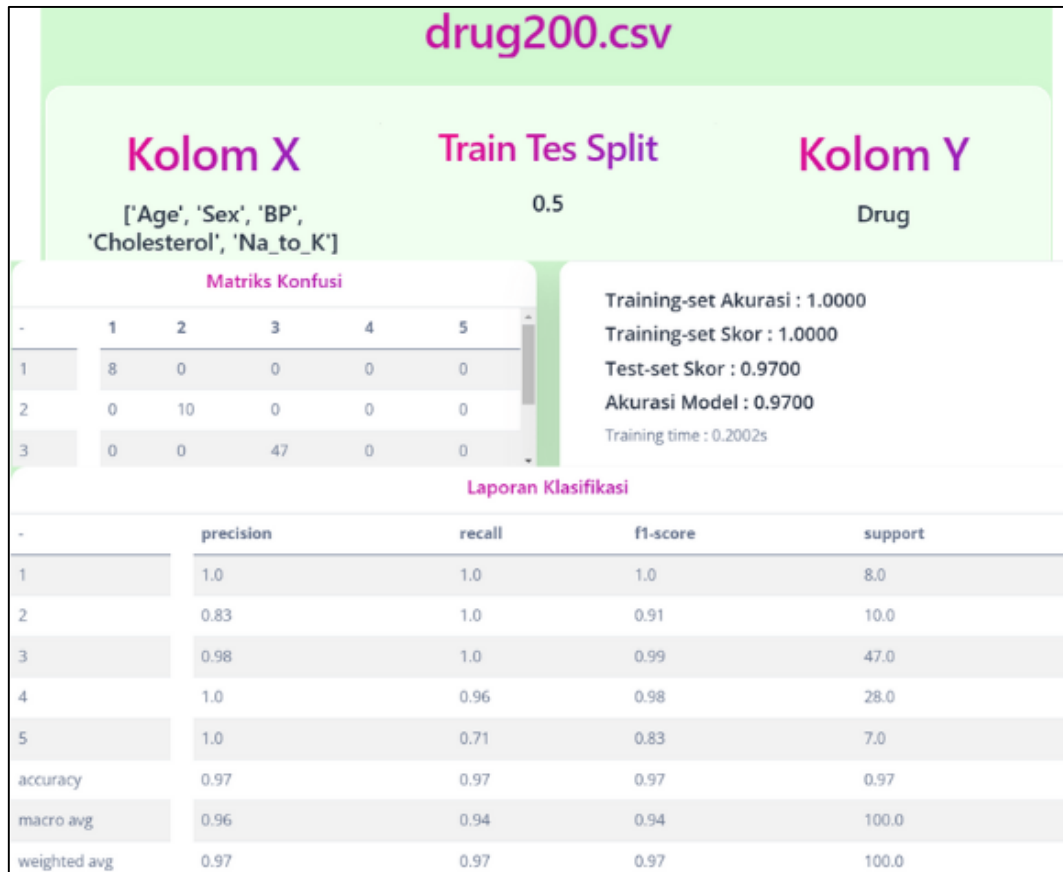 drug200.csv
Kolom X
Train Tes Split
Kolom Y
['Age', 'Sex', 'BP',
'Cholesterol', 'Na_to_K']
0.5
Drug
Matriks Konfusi
- 1 2 3 4 5
1 8 0 0 0 0
2 0 10 0 0 0
3 0 0 47 0 0
Training-set Akurasi : 1.0000
Training-set Skor : 1.0000
Test-set Skor : 0.9700
Akurasi Model : 0.9700
Training time : 0.2002s
Laporan Klasifikasi
- precision recall f1-score support
1 1.0 1.0 1.0 8.0
2 0.83 1.0 0.91 10.0
3 0.98 1.0 0.99 47.0
4 1.0 0.96 0.98 28.0
5 1.0 0.71 0.83 7.0
accuracy 0.97 0.97 0.97 0.97
macro avg 0.96 0.94 0.94 100.0
weighted avg 0.97 0.97 0.97 100.0